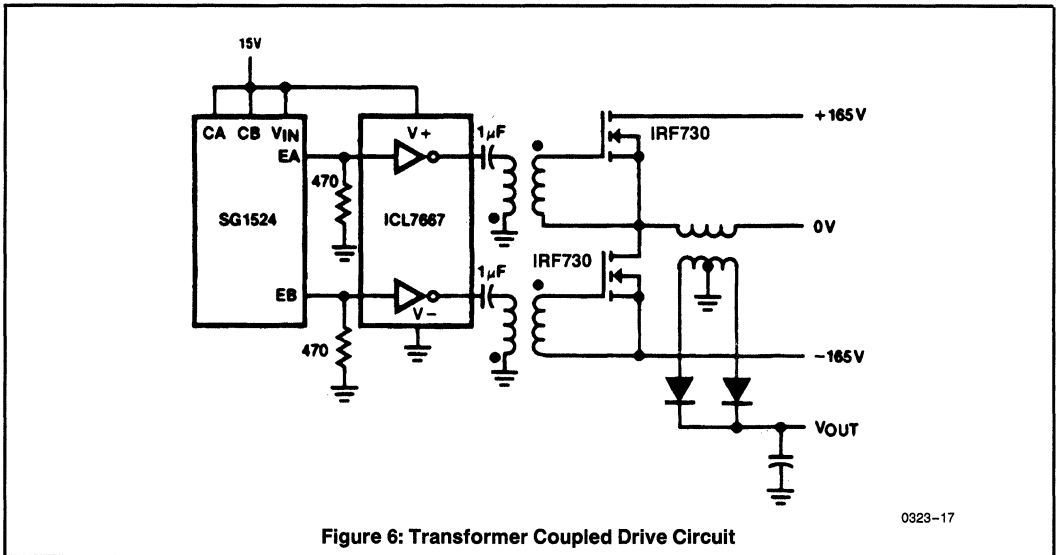 15V
CA CB VIN
EA
470
SG1524
EB
470
V+
ICL7667
V−
1μF
1μF
IRF730
IRF730
+165V
0V
−165V
VOUT
0323–17
Figure 6: Transformer Coupled Drive Circuit